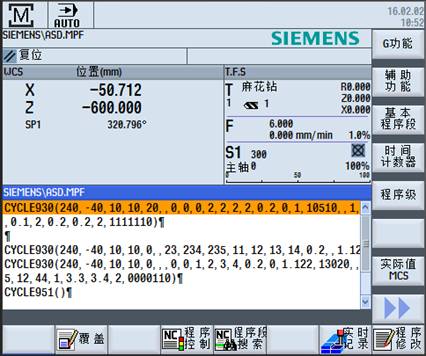 M
AUTO
16.02.02
10:52
SIEMENS\ASD.MPF
SIEMENS
复位
WCS 位置(mm)
X -50.712
Z -600.000
SP1 320.796°
T.F.S
T 麻花钻 R0.000
1 1 Z0.000
X0.000
F 6.000
0.000 mm/min 1.0%
S1 300
主轴 0 100%
0 50 100
G功能
辅助功能
基本程序段
时间计数器
程序级
实际值MCS
SIEMENS\ASD.MPF
CYCLE930(240,-40,10,10,20,,0,0,2,2,2,2,0.2,0,1,10510,,1,
,0.1,2,0.2,0.2,2,1111110)¶
¶
CYCLE930(240,-40,10,10,0,,,23,234,235,11,12,13,14,0.2,,1.12
CYCLE930(240,-40,10,10,0,,,0,0,1,2,3,4,0.2,0,1.122,13020,,
5,12,44,1,3.3,3.4,2,0000110)¶
CYCLE951()¶
覆盖
NC 程序控制
NC 程序段搜索
实时记录
程序修改